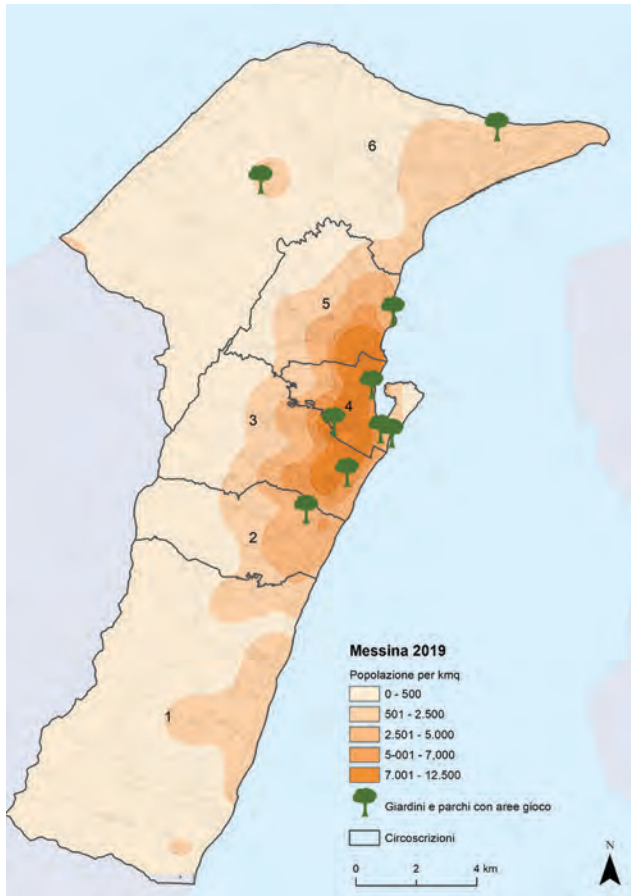 6
5
4
3
2
1
Messina 2019
Popolazione per kmq
0 - 500
501 - 2.500
2.501 - 5.000
5-001 - 7,000
7.001 - 12.500
Giardini e parchi con aree gioco
Circoscrizioni
N
0 2 4 km